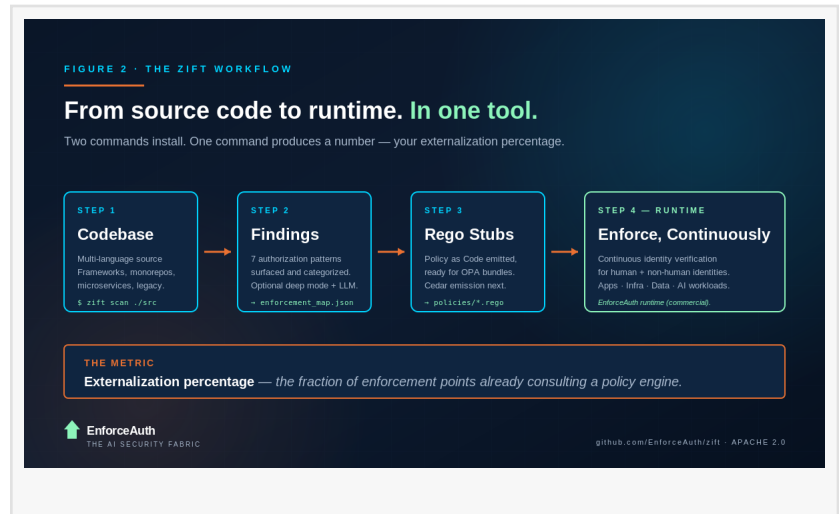 FIGURE 2 · THE ZIFT WORKFLOW
From source code to runtime. In one tool.
Two commands install. One command produces a number — your externalization percentage.
STEP 1
Codebase
Multi-language source
Frameworks, monorepos,
microservices, legacy.
$ zift scan ./src
STEP 2
Findings
7 authorization patterns
surfaced and categorized.
Optional deep mode + LLM.
→ enforcement_map.json
STEP 3
Rego Stubs
Policy as Code emitted,
ready for OPA bundles.
Cedar emission next.
→ policies/*.rego
STEP 4 — RUNTIME
Enforce, Continuously
Continuous identity verification
for human + non-human identities.
Apps · Infra · Data · AI workloads.
EnforceAuth runtime (commercial).
THE METRIC
Externalization percentage — the fraction of enforcement points already consulting a policy engine.
EnforceAuth
THE AI SECURITY FABRIC
github.com/EnforceAuth/zift · APACHE 2.0